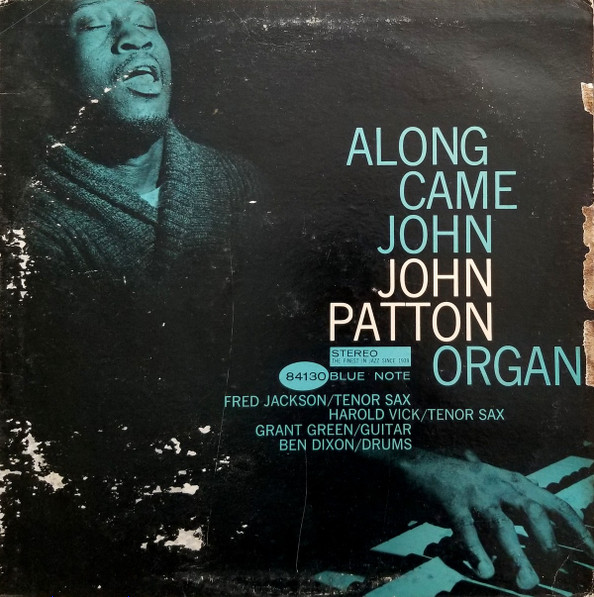 ALONG
CAME
JOHN
JOHN
PATTON
ORGAN
STEREO
THE FINEST IN JAZZ SINCE 1939
84130 BLUE NOTE
FRED JACKSON/TENOR SAX
HAROLD VICK/TENOR SAX
GRANT GREEN/GUITAR
BEN DIXON/DRUMS